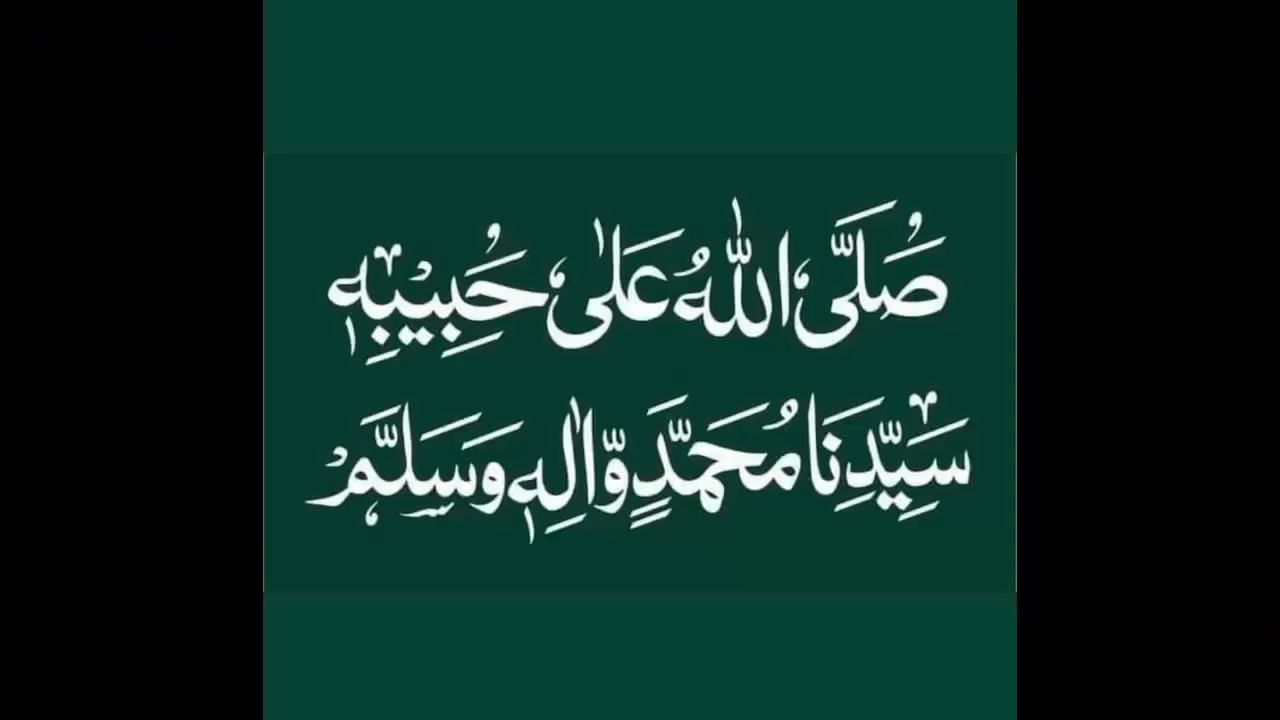 صُلَّی اللّٰهُ عَلٰی حُبِیْبِهٖ
سَیِّدِنَا مُحَمَّدٍ وَّاٰلِهٖ وَسَلَّمْ